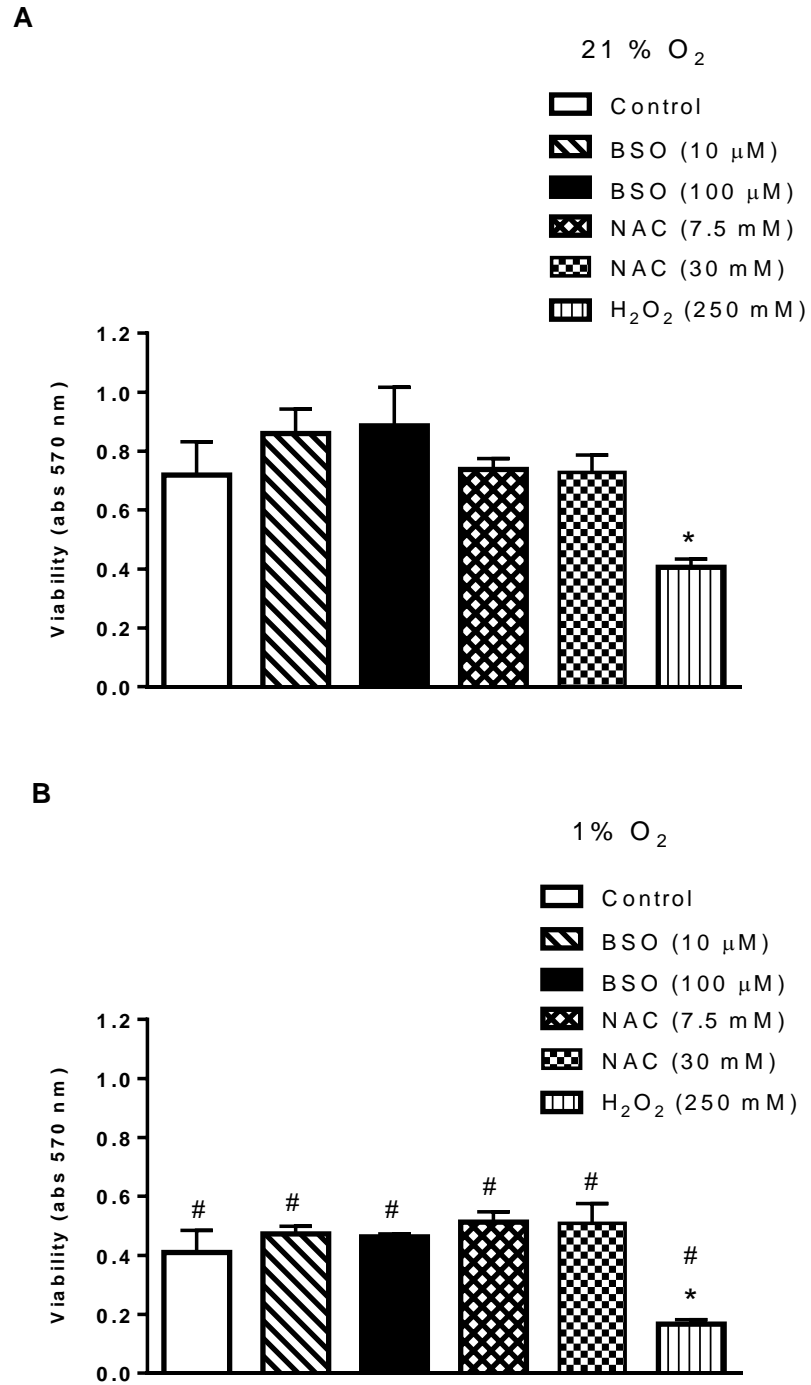 A
21 % O₂
Control
BSO (10 μM)
BSO (100 μM)
NAC (7.5 mM)
NAC (30 mM)
H₂O₂ (250 mM)
Viability (abs 570 nm)
1.2
1.0
0.8
0.6
0.4
0.2
0.0
*
B
1% O₂
Control
BSO (10 μM)
BSO (100 μM)
NAC (7.5 mM)
NAC (30 mM)
H₂O₂ (250 mM)
Viability (abs 570 nm)
1.2
1.0
0.8
0.6
0.4
0.2
0.0
# # # # # #
*